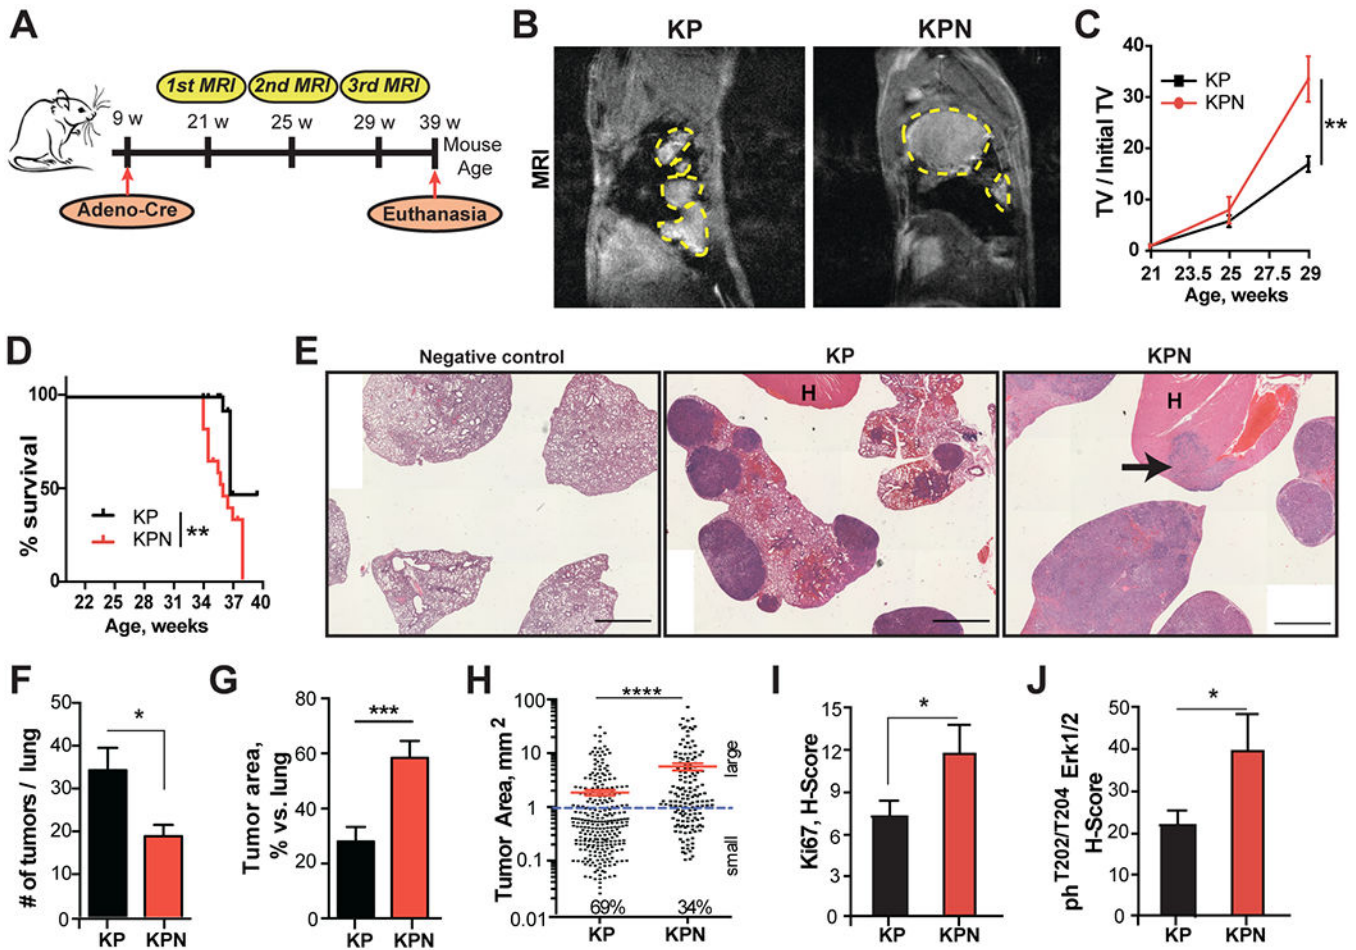 A
1st MRI 2nd MRI 3rd MRI
9 w 21 w 25 w 29 w 39 w
Mouse
Age
Adeno-Cre
Euthanasia
B
KP KPN
MRI
C
TV / Initial TV
40
30
20
10
0
KP
KPN
**
21 23.5 25 27.5 29
Age, weeks
D
% survival
100
50
0
KP
KPN
**
22 25 28 31 34 37 40
Age, weeks
E
Negative control KP KPN
H
H
F
# of tumors / lung
50
40
30
20
10
0
*
KP KPN
G
Tumor area,
% vs. lung
80
60
40
20
0
***
KP KPN
H
Tumor Area, mm 2
100
10
1
0.1
0.01
****
large
small
69% 34%
KP KPN
I
Ki67, H-Score
15
12
9
6
3
0
*
KP KPN
J
phT202/T204 Erk1/2
H-Score
50
40
30
20
10
0
*
KP KPN